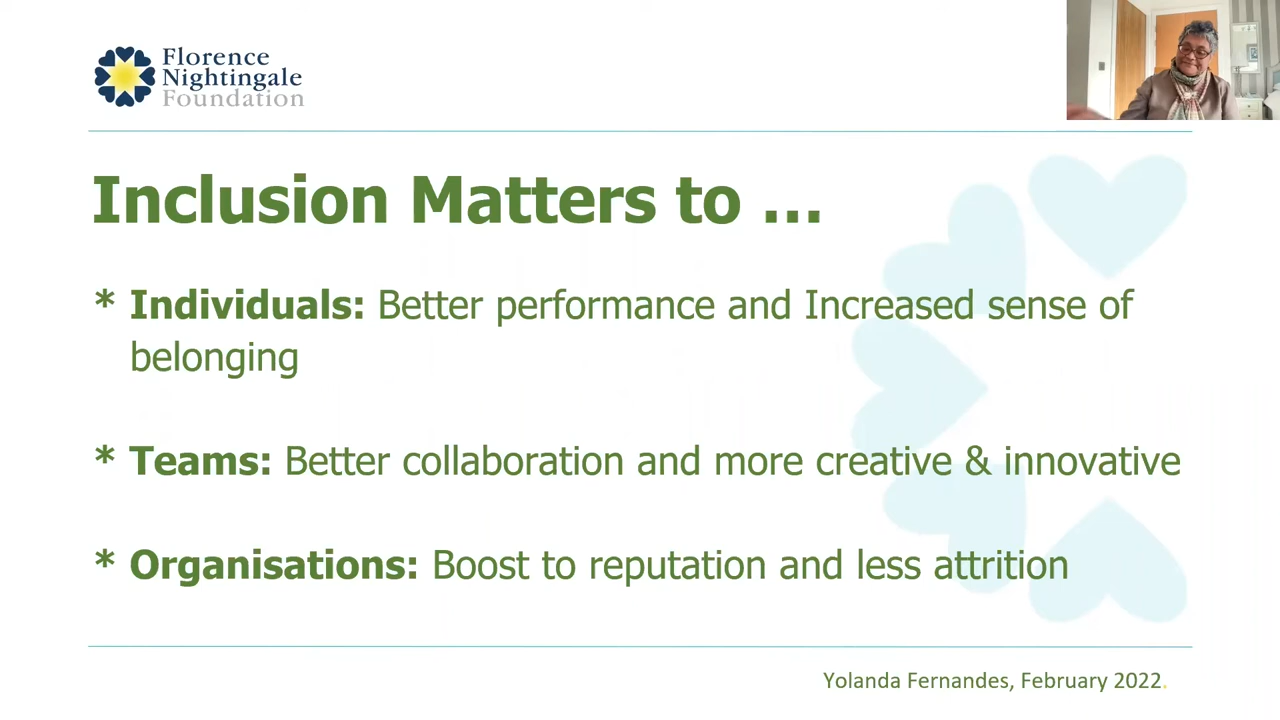 Florence
Nightingale
Foundation
Inclusion Matters to ...
* Individuals: Better performance and Increased sense of
belonging
* Teams: Better collaboration and more creative & innovative
* Organisations: Boost to reputation and less attrition
Yolanda Fernandes, February 2022.